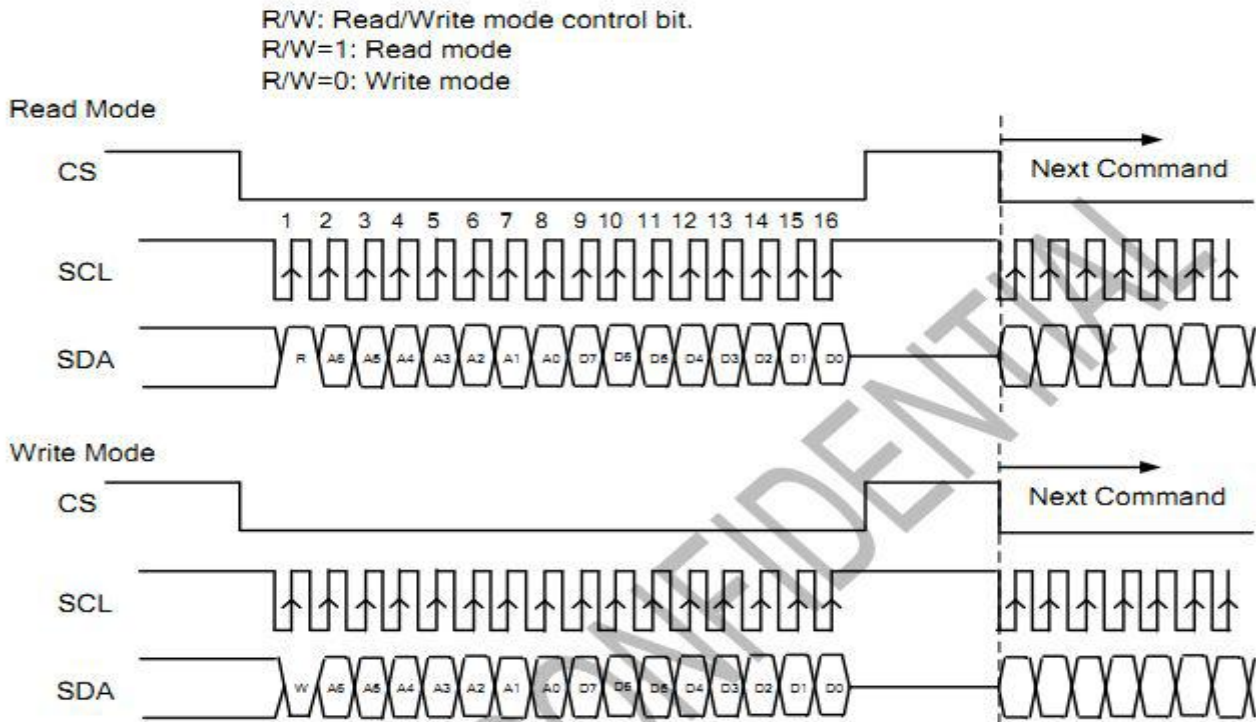 R/W: Read/Write mode control bit.
R/W=1: Read mode
R/W=0: Write mode
Read Mode
CS
Next Command
1 2 3 4 5 6 7 8 9 10 11 12 13 14 15 16
SCL
SDA R A6 A5 A4 A3 A2 A1 A0 D7 D6 D5 D4 D3 D2 D1 D0
Write Mode
CS
Next Command
SCL
SDA W A6 A5 A4 A3 A2 A1 A0 D7 D6 D5 D4 D3 D2 D1 D0
CONFIDENTIAL